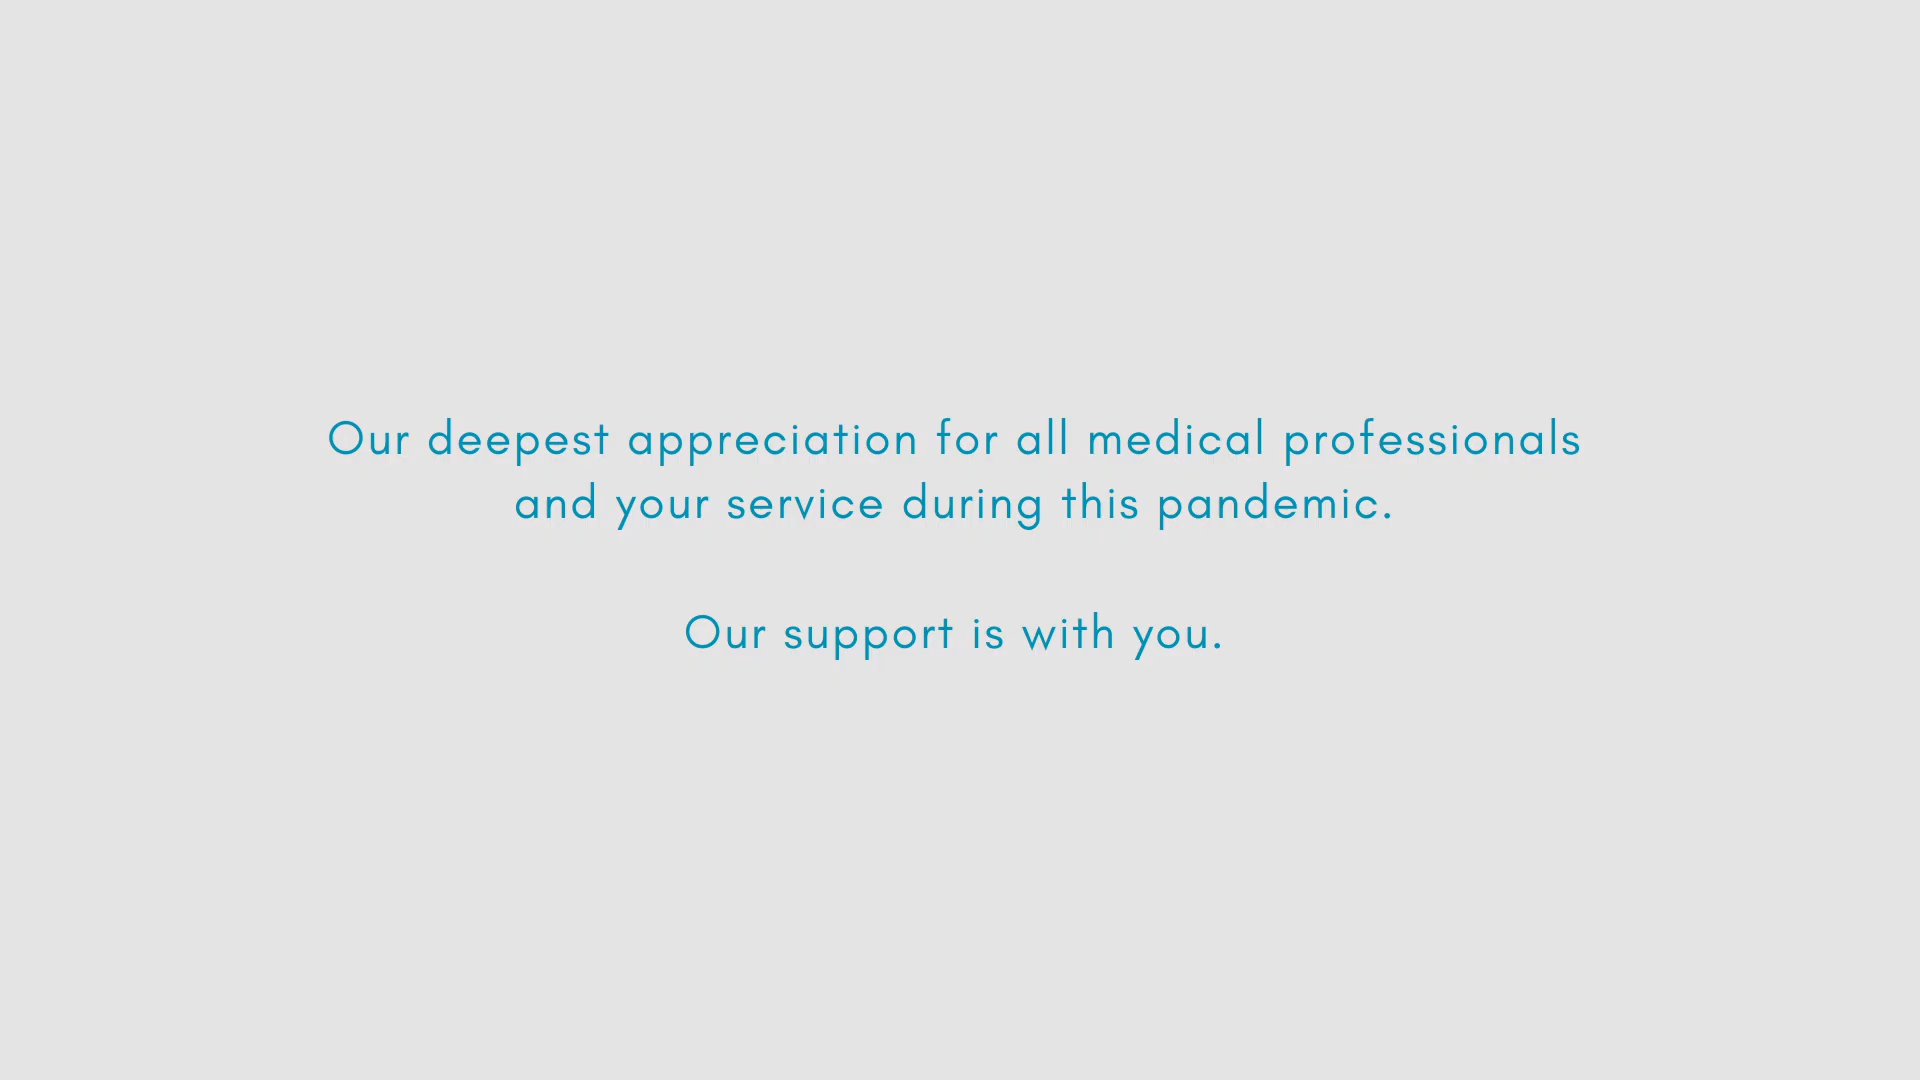 Our deepest appreciation for all medical professionals
and your service during this pandemic.
Our support is with you.